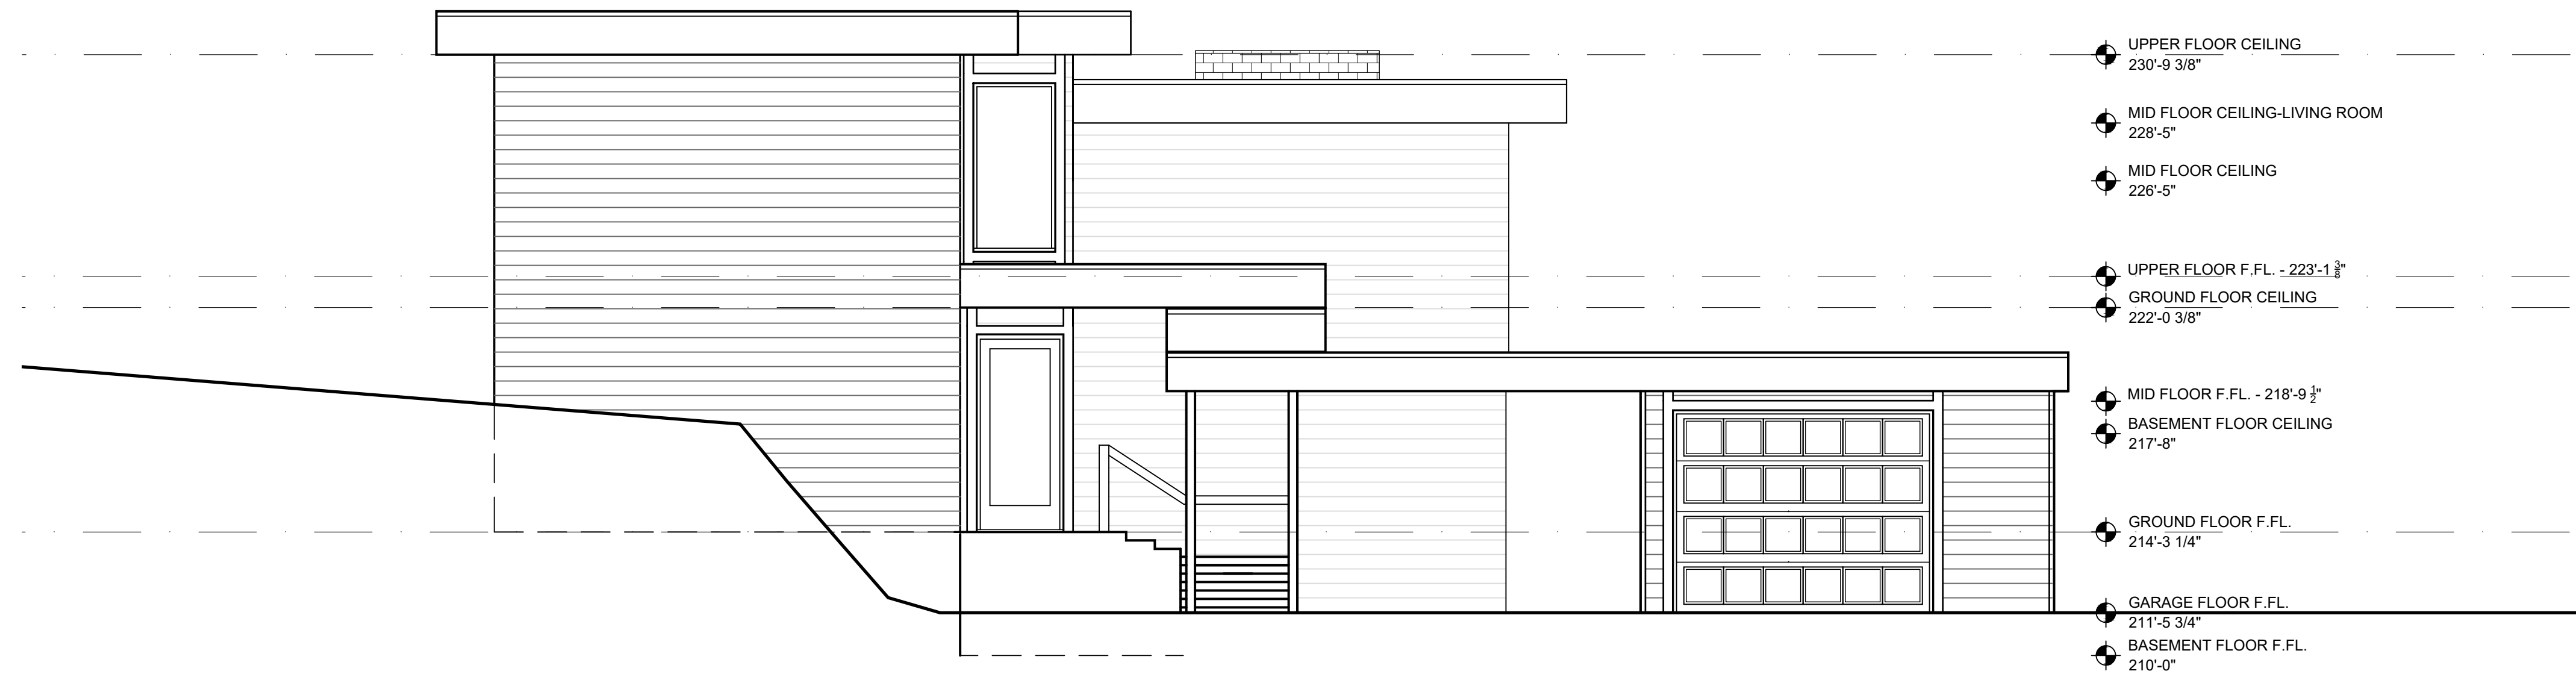 UPPER FLOOR CEILING
230'-9 3/8"
MID FLOOR CEILING-LIVING ROOM
228'-5"
MID FLOOR CEILING
226'-5"
UPPER FLOOR F.FL. - 223'-1 3/8"
GROUND FLOOR CEILING
222'-0 3/8"
MID FLOOR F.FL. - 218'-9 1/2"
BASEMENT FLOOR CEILING
217'-8"
GROUND FLOOR F.FL.
214'-3 1/4"
GARAGE FLOOR F.FL.
211'-5 3/4"
BASEMENT FLOOR F.FL.
210'-0"